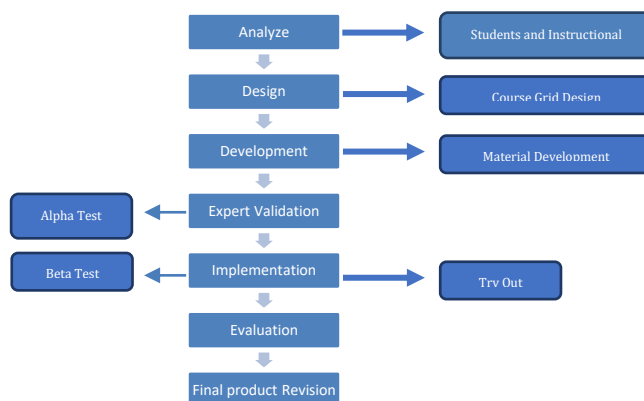 Analyze
Students and Instructional
Design
Course Grid Design
Development
Material Development
Expert Validation
Alpha Test
Implementation
Beta Test
Try Out
Evaluation
Final product Revision